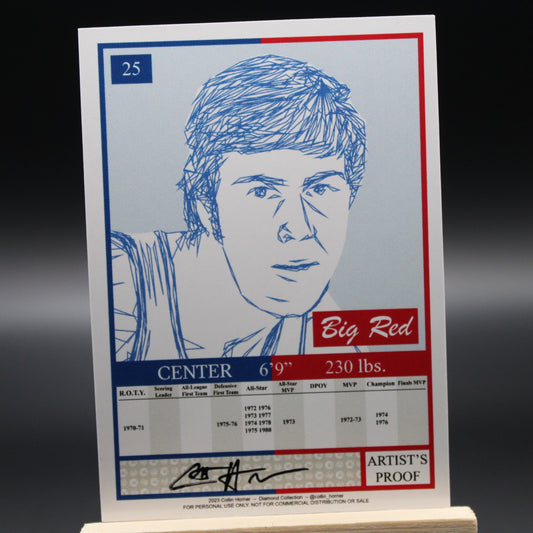 25
Big Red
CENTER 6'9” 230 lbs.
R.O.T.Y. Scoring Leader All-League First Team Defensive First Team All-Star All-Star MVP DPOY MVP Champion Finals MVP
1972 1976
1973 1977
1970-71 1975-76 1974 1978 1973 1972-73 1974
1975 1980 1976
ARTIST'S
PROOF
2023 Collin Horner ~ Diamond Collection ~ @collin_horner
FOR PERSONAL USE ONLY. NOT FOR COMMERCIAL DISTRIBUTION OR SALE